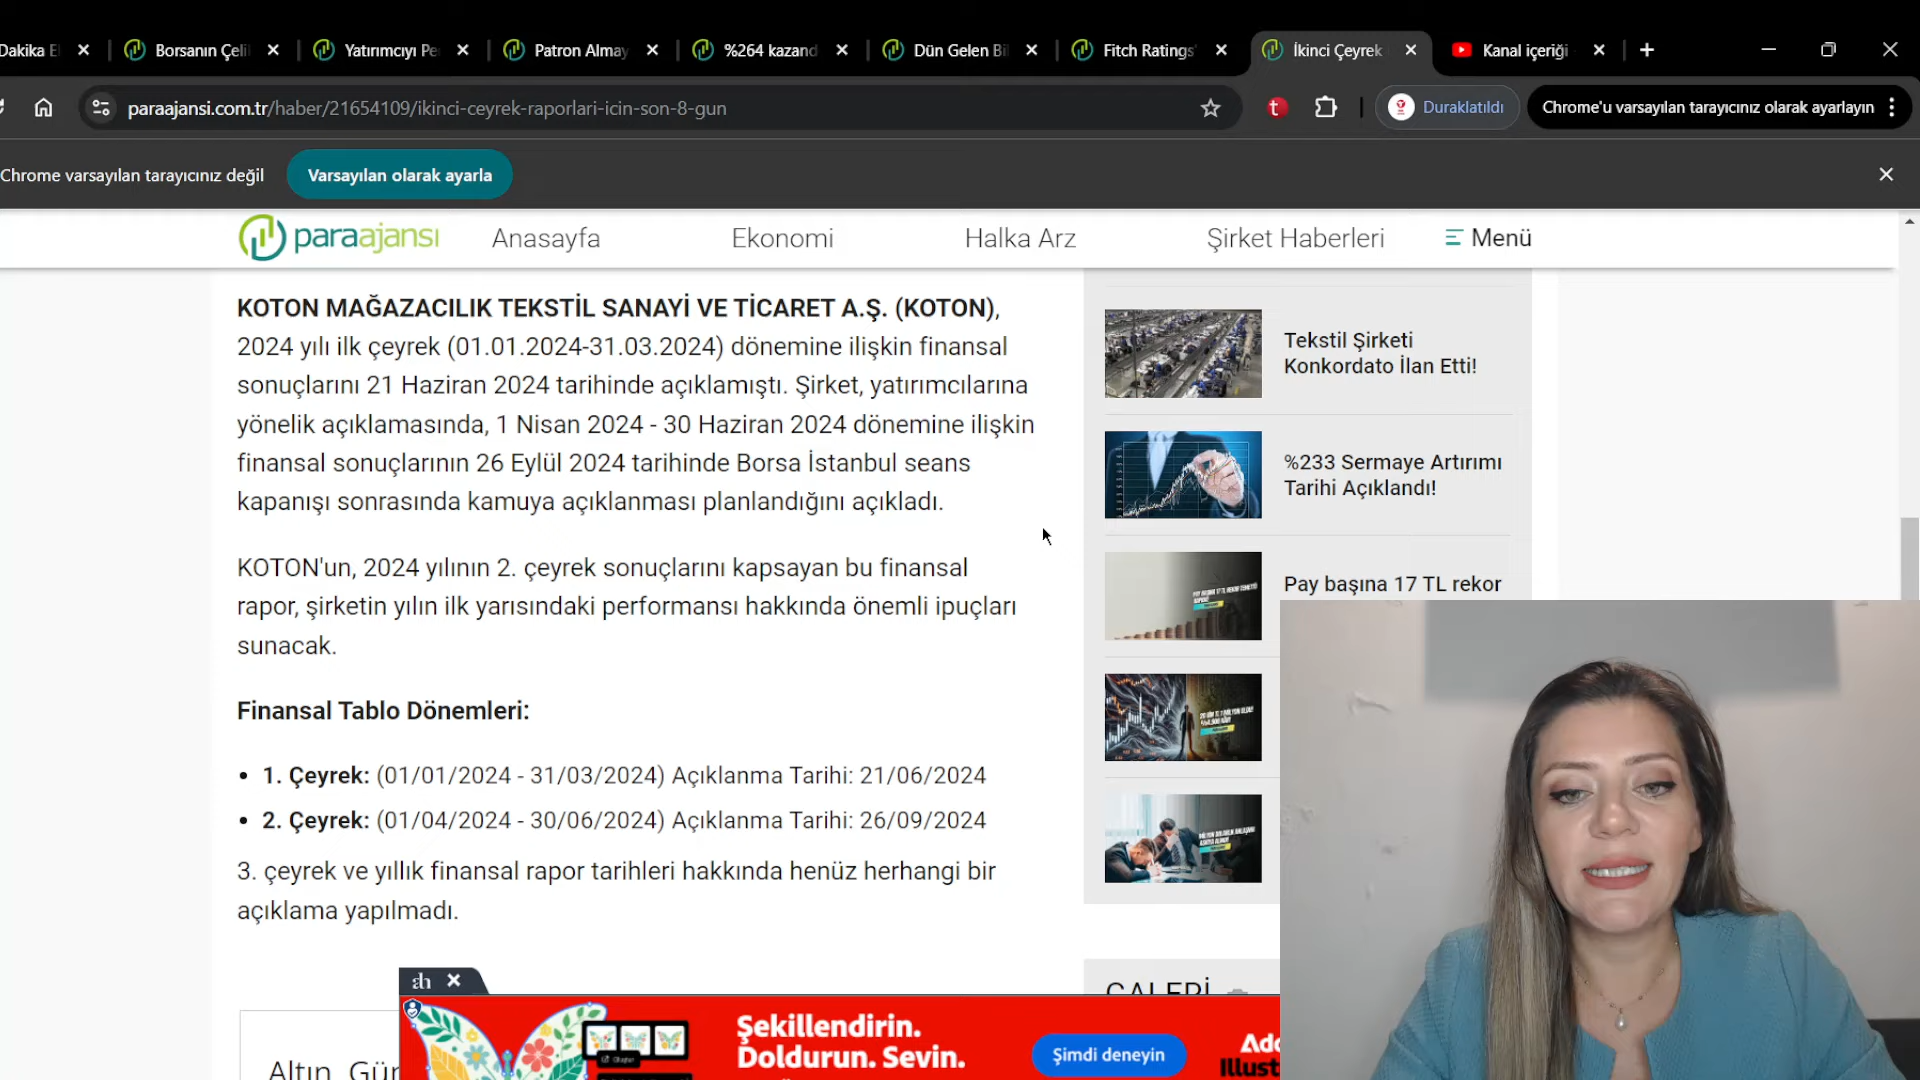 Dakika E
Borsanın Çeli
Yatırımcıyı Pe
Patron Almay
%264 kazand
Dün Gelen Bi
Fitch Ratings'
İkinci Çeyrek
Kanal içeriği
paraajansi.com.tr/haber/21654109/ikinci-ceyrek-raporlari-icin-son-8-gun
Duraklatıldı
Chrome'u varsayılan tarayıcınız olarak ayarlayın
Chrome varsayılan tarayıcınız değil
Varsayılan olarak ayarla
paraajansı
Anasayfa
Ekonomi
Halka Arz
Şirket Haberleri
Menü
KOTON MAĞAZACILIK TEKSTİL SANAYİ VE TİCARET A.Ş. (KOTON),
2024 yılı ilk çeyrek (01.01.2024-31.03.2024) dönemine ilişkin finansal
sonuçlarını 21 Haziran 2024 tarihinde açıklamıştı. Şirket, yatırımcılarına
yönelik açıklamasında, 1 Nisan 2024 - 30 Haziran 2024 dönemine ilişkin
finansal sonuçlarının 26 Eylül 2024 tarihinde Borsa İstanbul seans
kapanışı sonrasında kamuya açıklanması planlandığını açıkladı.
KOTON'un, 2024 yılının 2. çeyrek sonuçlarını kapsayan bu finansal
rapor, şirketin yılın ilk yarısındaki performansı hakkında önemli ipuçları
sunacak.
Finansal Tablo Dönemleri:
• 1. Çeyrek: (01/01/2024 - 31/03/2024) Açıklanma Tarihi: 21/06/2024
• 2. Çeyrek: (01/04/2024 - 30/06/2024) Açıklanma Tarihi: 26/09/2024
3. çeyrek ve yıllık finansal rapor tarihleri hakkında henüz herhangi bir
açıklama yapılmadı.
Tekstil Şirketi
Konkordato İlan Etti!
%233 Sermaye Artırımı
Tarihi Açıklandı!
Pay başına 17 TL rekor
GALERİ
Altın, Gür
Şekillendirin.
Doldurun. Sevin.
Şimdi deneyin
Ado
Illust